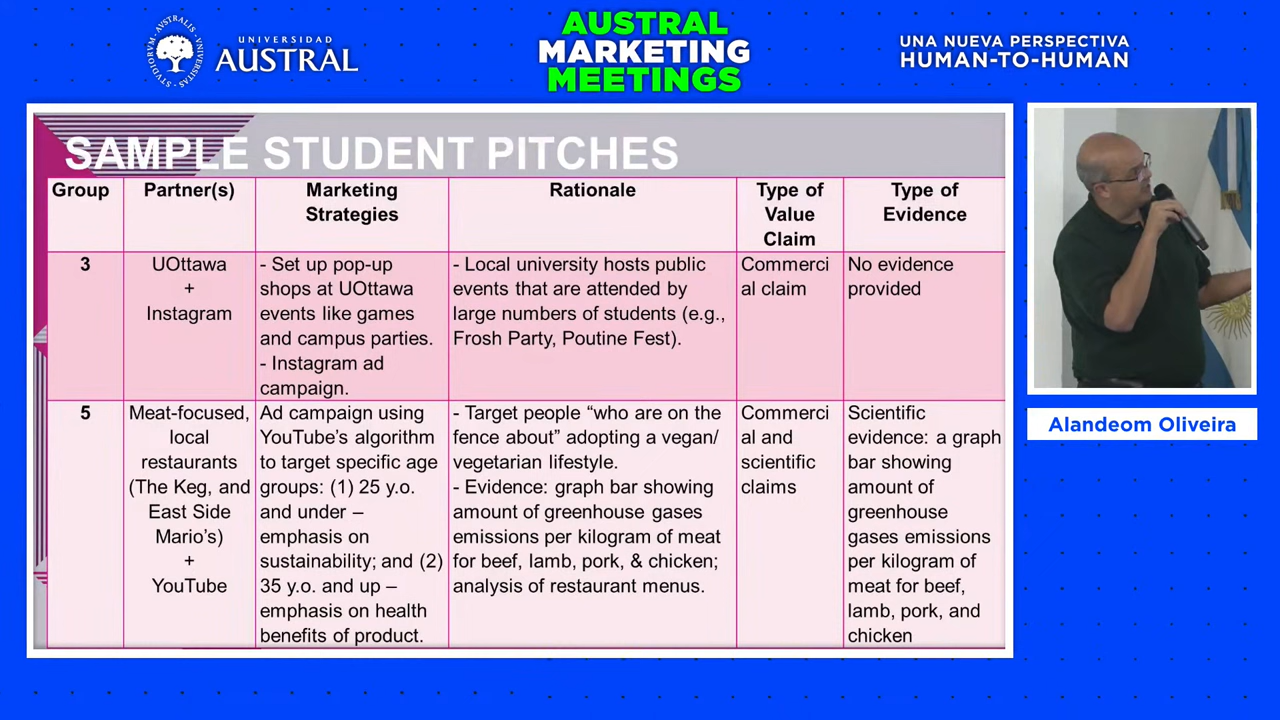 STVDIORVM · VNIVERSITAS · AVSTRALIS
UNIVERSIDAD
AUSTRAL
AUSTRAL
MARKETING
MEETINGS
UNA NUEVA PERSPECTIVA
HUMAN-TO-HUMAN
SAMPLE STUDENT PITCHES
Group
Partner(s)
Marketing
Strategies
Rationale
Type of
Value
Claim
Type of
Evidence
3
UOttawa
+
Instagram
- Set up pop-up
shops at UOttawa
events like games
and campus parties.
- Instagram ad
campaign.
- Local university hosts public
events that are attended by
large numbers of students (e.g.,
Frosh Party, Poutine Fest).
Commerci
al claim
No evidence
provided
5
Meat-focused,
local
restaurants
(The Keg, and
East Side
Mario’s)
+
YouTube
Ad campaign using
YouTube’s algorithm
to target specific age
groups: (1) 25 y.o.
and under –
emphasis on
sustainability; and (2)
35 y.o. and up –
emphasis on health
benefits of product.
- Target people “who are on the
fence about” adopting a vegan/
vegetarian lifestyle.
- Evidence: graph bar showing
amount of greenhouse gases
emissions per kilogram of meat
for beef, lamb, pork, & chicken;
analysis of restaurant menus.
Commerci
al and
scientific
claims
Scientific
evidence: a graph
bar showing
amount of
greenhouse
gases emissions
per kilogram of
meat for beef,
lamb, pork, and
chicken
Alandeom Oliveira